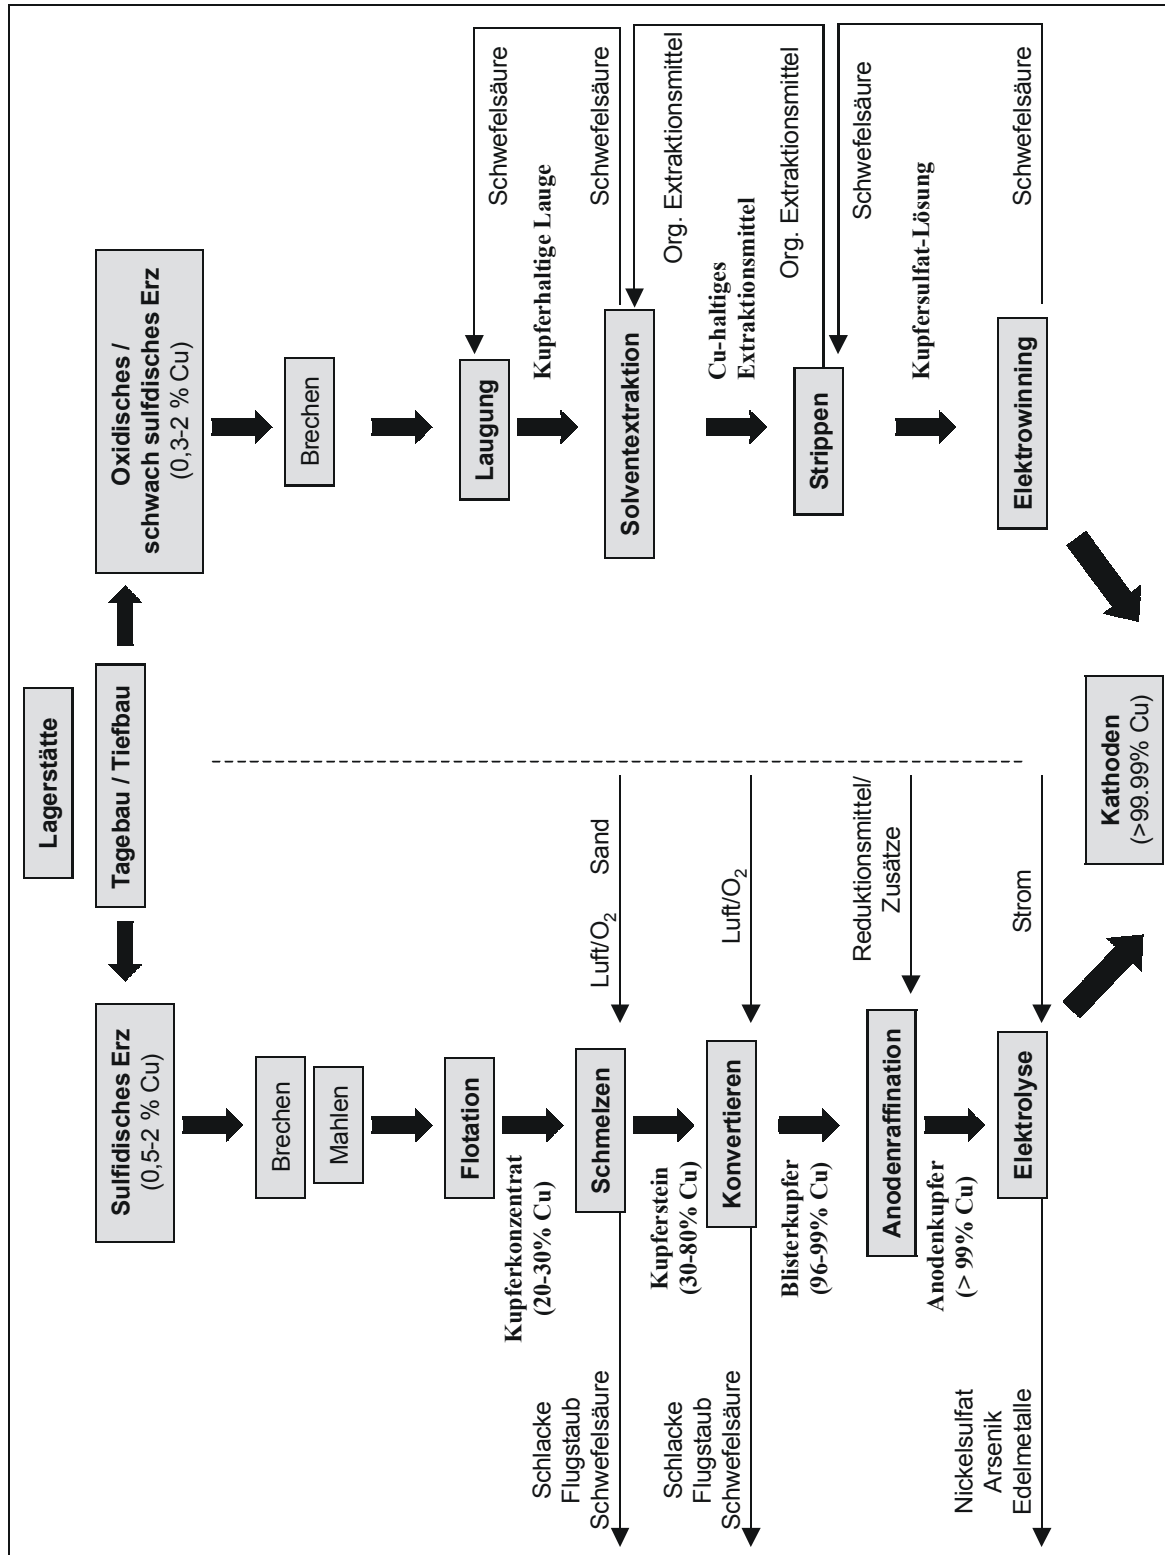 Lagerstätte
Tagebau / Tiefbau
Sulfidisches Erz
(0,5-2 % Cu)
Brechen
Mahlen
Flotation
Kupferkonzentrat
(20-30% Cu)
Luft/O2 Sand
Schmelzen
Schlacke
Flugstaub
Schwefelsäure
Kupferstein
(30-80% Cu)
Luft/O2
Konvertieren
Schlacke
Flugstaub
Schwefelsäure
Blisterkupfer
(96-99% Cu)
Reduktionsmittel/
Zusätze
Anodenraffination
Anodenkupfer
(> 99% Cu)
Strom
Elektrolyse
Nickelsulfat
Arsenik
Edelmetalle
Oxidisches /
schwach sulfdisches Erz
(0,3-2 % Cu)
Brechen
Schwefelsäure
Laugung
Kupferhaltige Lauge
Schwefelsäure
Solventextraktion
Org. Extraktionsmittel
Cu-haltiges
Extraktionsmittel
Org. Extraktionsmittel
Strippen
Schwefelsäure
Kupfersulfat-Lösung
Schwefelsäure
Elektrowinning
Kathoden
(>99.99% Cu)